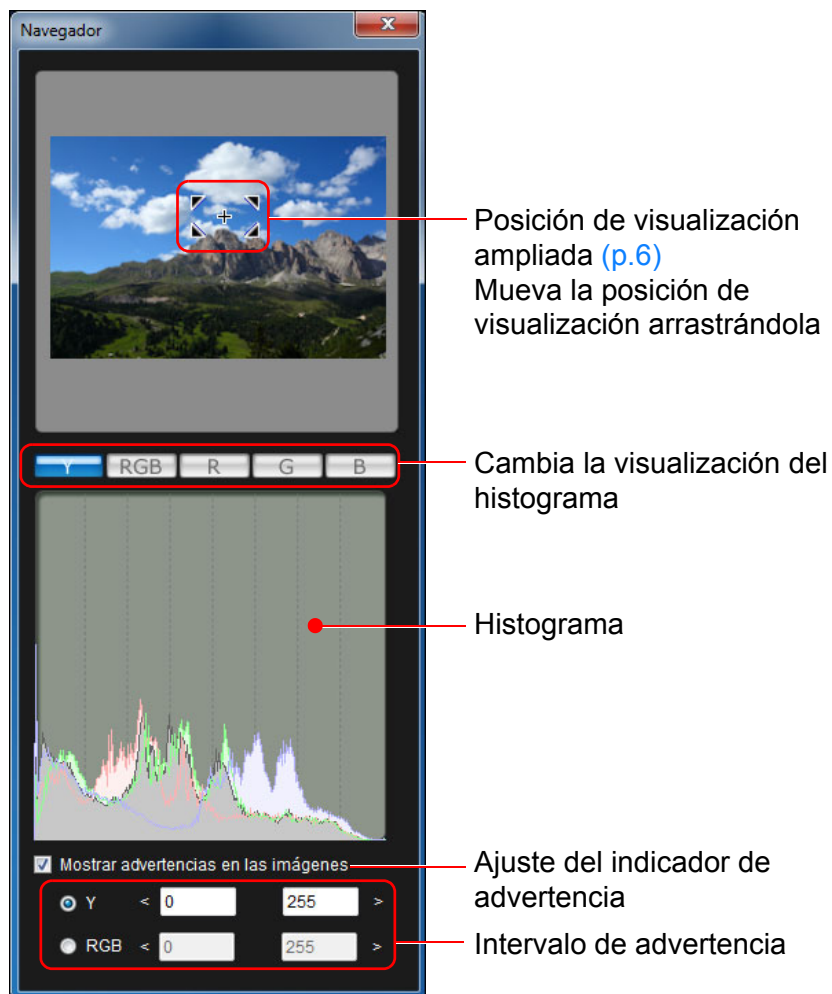 Navegador
Posición de visualización
ampliada (p.6)
Mueva la posición de
visualización arrastrándola
Y RGB R G B
Cambia la visualización del
histograma
Histograma
Mostrar advertencias en las imágenes
Ajuste del indicador de
advertencia
Y < 0 255 >
RGB < 0 255 >
Intervalo de advertencia